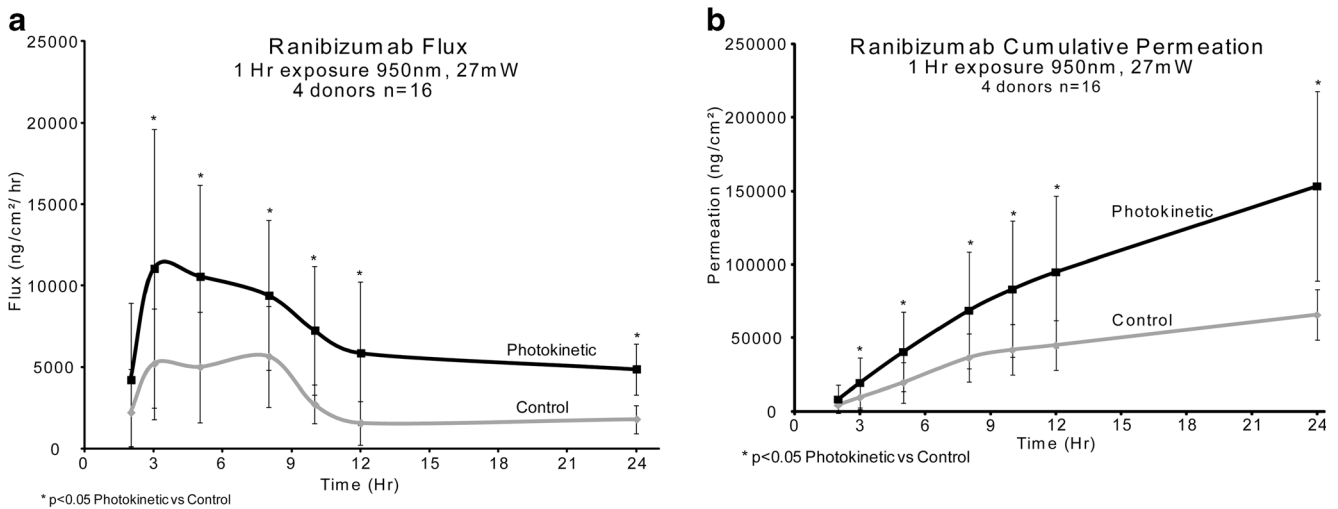 a
Ranibizumab Flux
1 Hr exposure 950nm, 27mW
4 donors n=16
Flux (ng/cm²/hr)
25000
20000
15000
10000
5000
0
* * * * * *
Photokinetic
Control
0 3 6 9 12 15 18 21 24
Time (Hr)
* p<0.05 Photokinetic vs Control
b
Ranibizumab Cumulative Permeation
1 Hr exposure 950nm, 27mW
4 donors n=16
Permeation (ng/cm²)
250000
200000
150000
100000
50000
0
* * * * * *
Photokinetic
Control
0 3 6 9 12 15 18 21 24
Time (Hr)
* p<0.05 Photokinetic vs Control